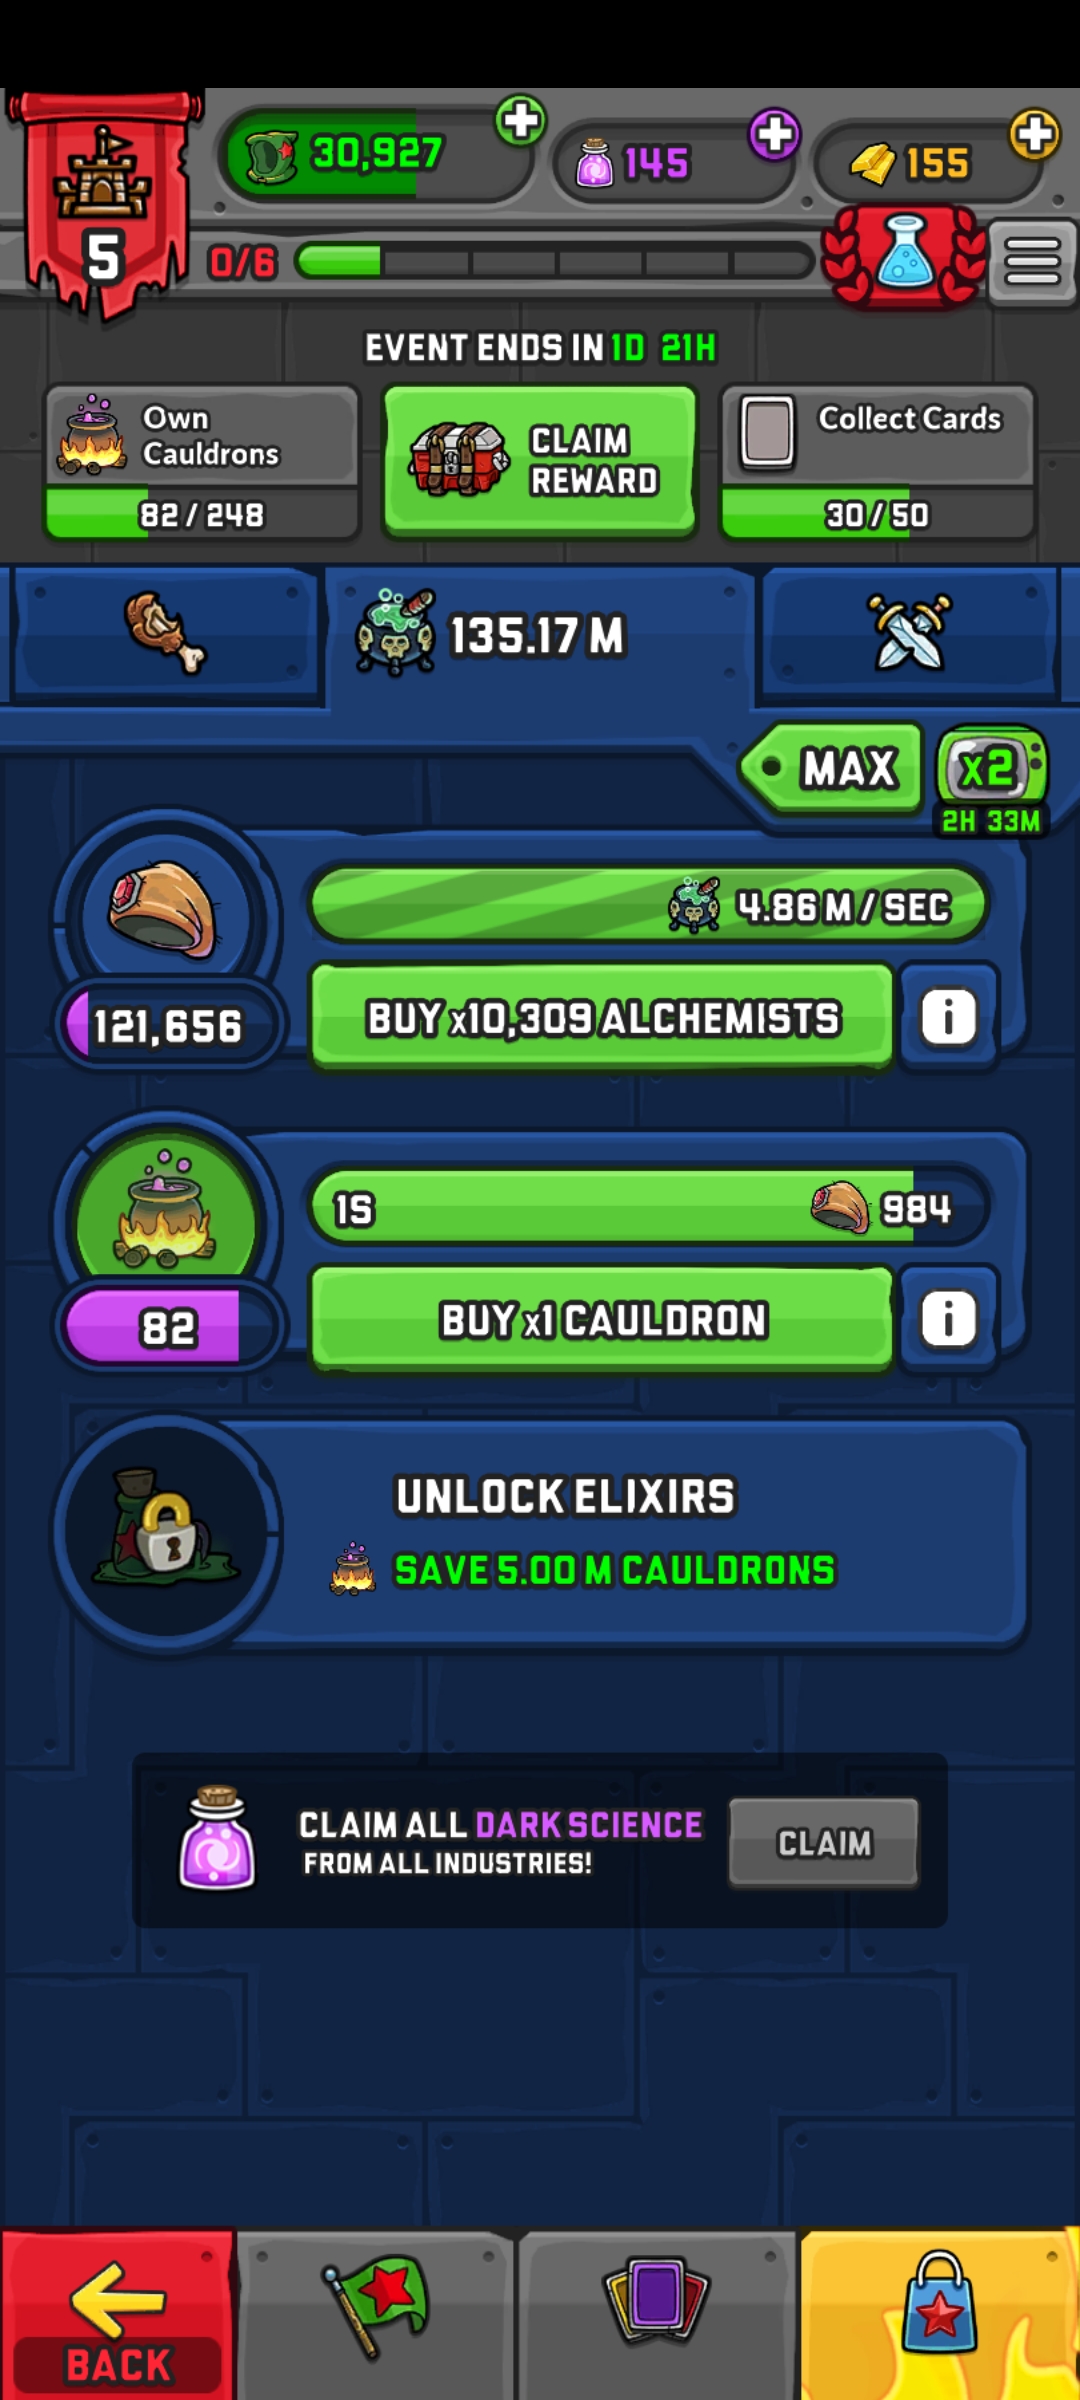 30,927
145
155
5
0/6
EVENT ENDS IN 1D 21H
Own
Cauldrons
82 / 248
CLAIM
REWARD
Collect Cards
30 / 50
135.17 M
MAX
x2
2H 33M
4.86 M / SEC
121,656
BUY x10,309 ALCHEMISTS
i
1S
984
82
BUY x1 CAULDRON
i
UNLOCK ELIXIRS
SAVE 5.00 M CAULDRONS
CLAIM ALL DARK SCIENCE
FROM ALL INDUSTRIES!
CLAIM
BACK